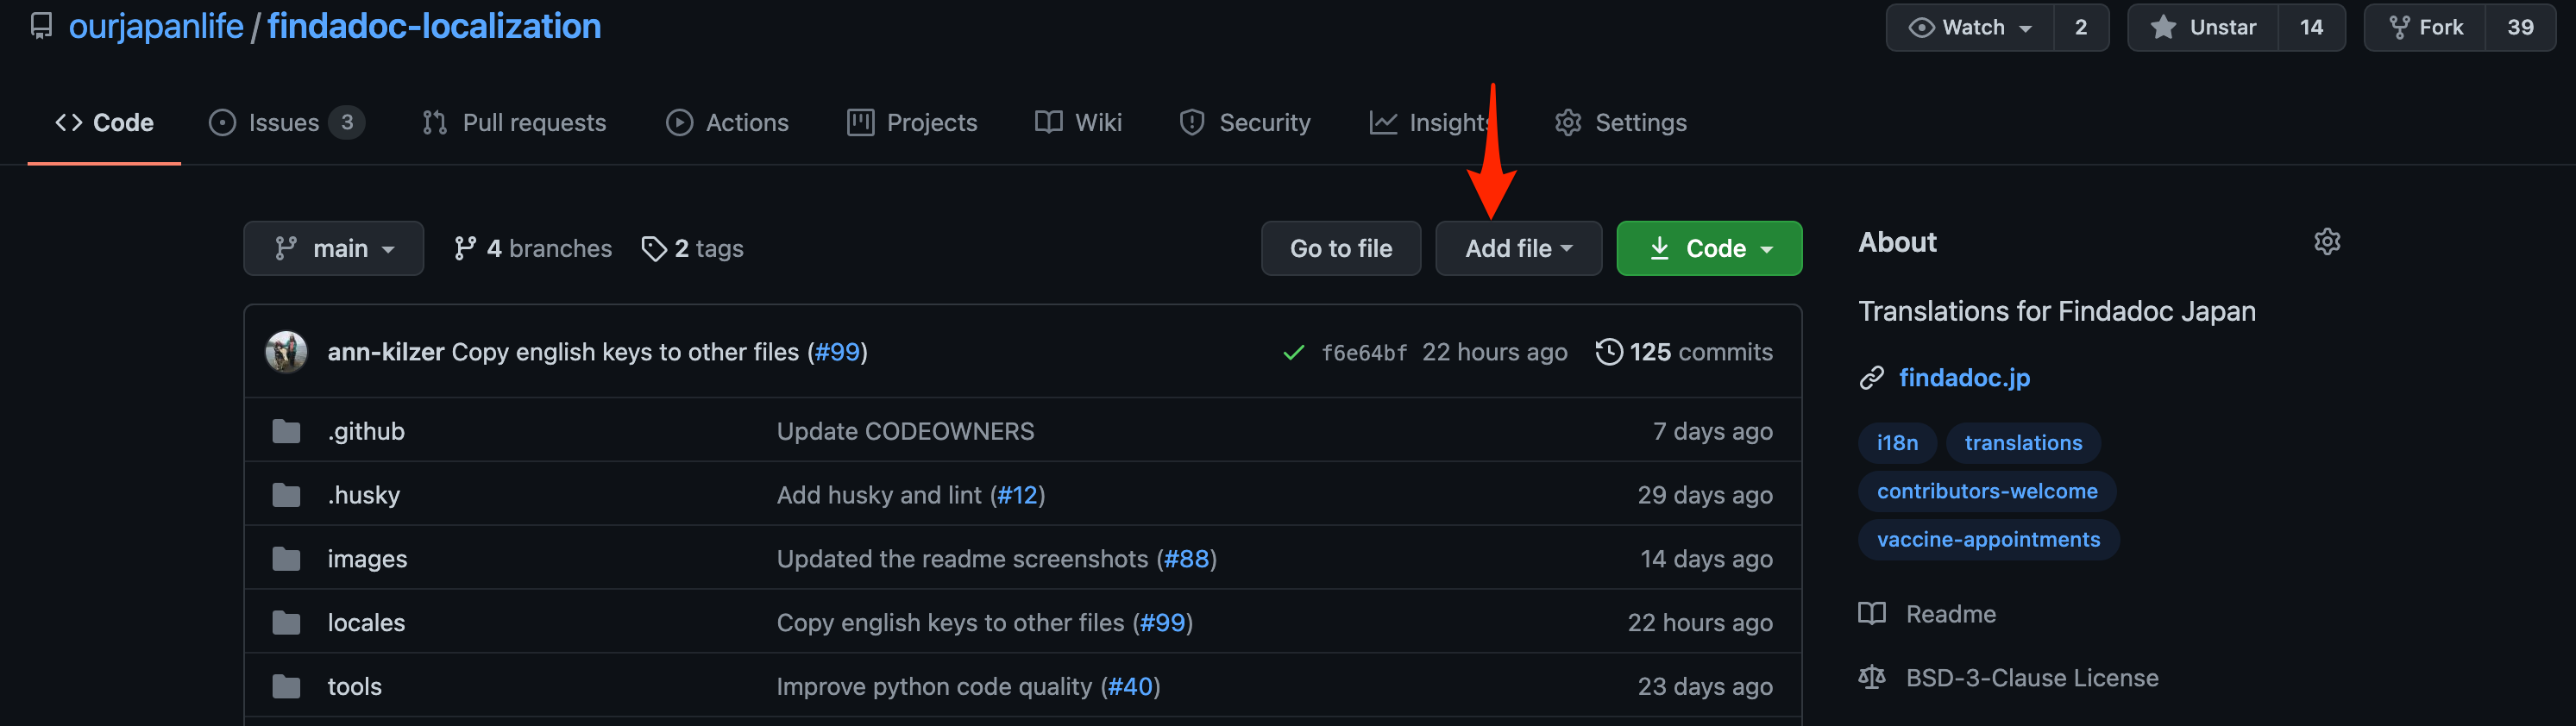 ourjapanlife / findadoc-localization
Watch 2 Unstar 14 Fork 39
Code Issues 3 Pull requests Actions Projects Wiki Security Insights Settings
main 4 branches 2 tags Go to file Add file Code
ann-kilzer Copy english keys to other files (#99) f6e64bf 22 hours ago 125 commits
.github Update CODEOWNERS 7 days ago
.husky Add husky and lint (#12) 29 days ago
images Updated the readme screenshots (#88) 14 days ago
locales Copy english keys to other files (#99) 22 hours ago
tools Improve python code quality (#40) 23 days ago
About
Translations for Findadoc Japan
findadoc.jp
i18n translations
contributors-welcome
vaccine-appointments
Readme
BSD-3-Clause License